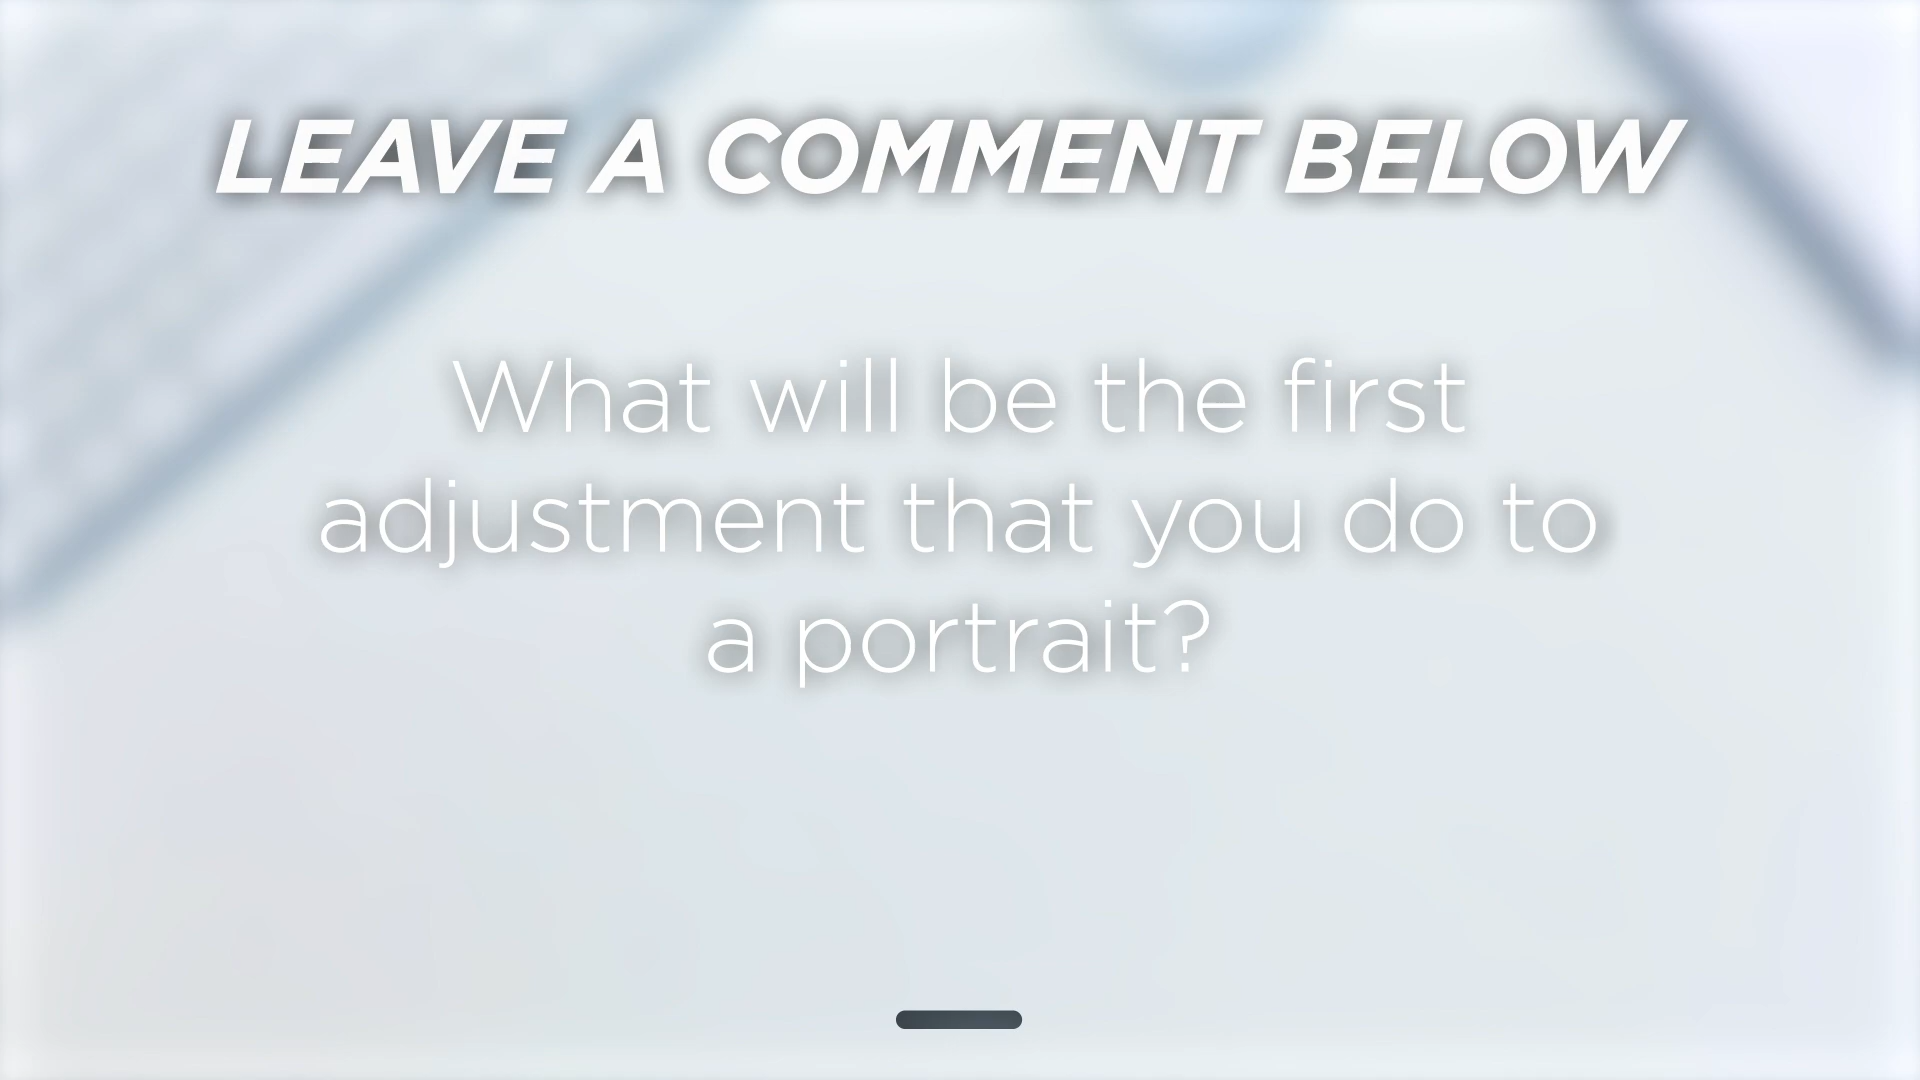 LEAVE A COMMENT BELOW
What will be the first
adjustment that you do to
a portrait?